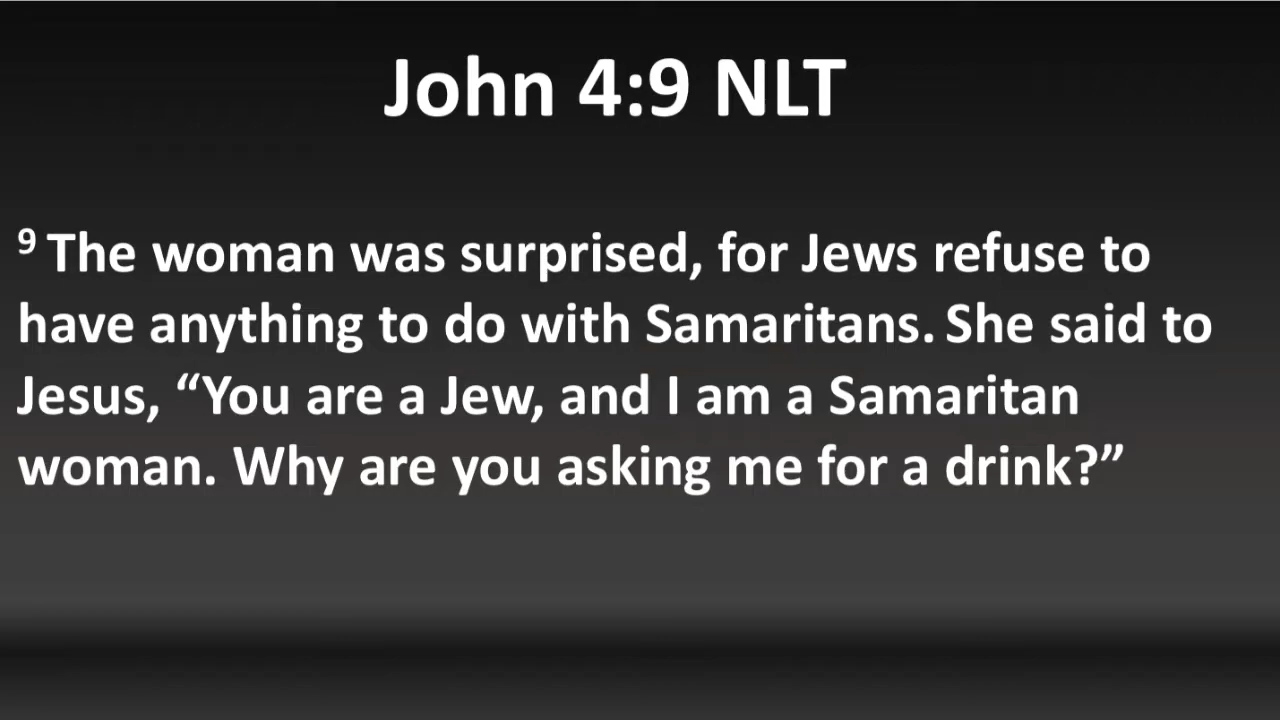 John 4:9 NLT
9 The woman was surprised, for Jews refuse to
have anything to do with Samaritans. She said to
Jesus, “You are a Jew, and I am a Samaritan
woman. Why are you asking me for a drink?”